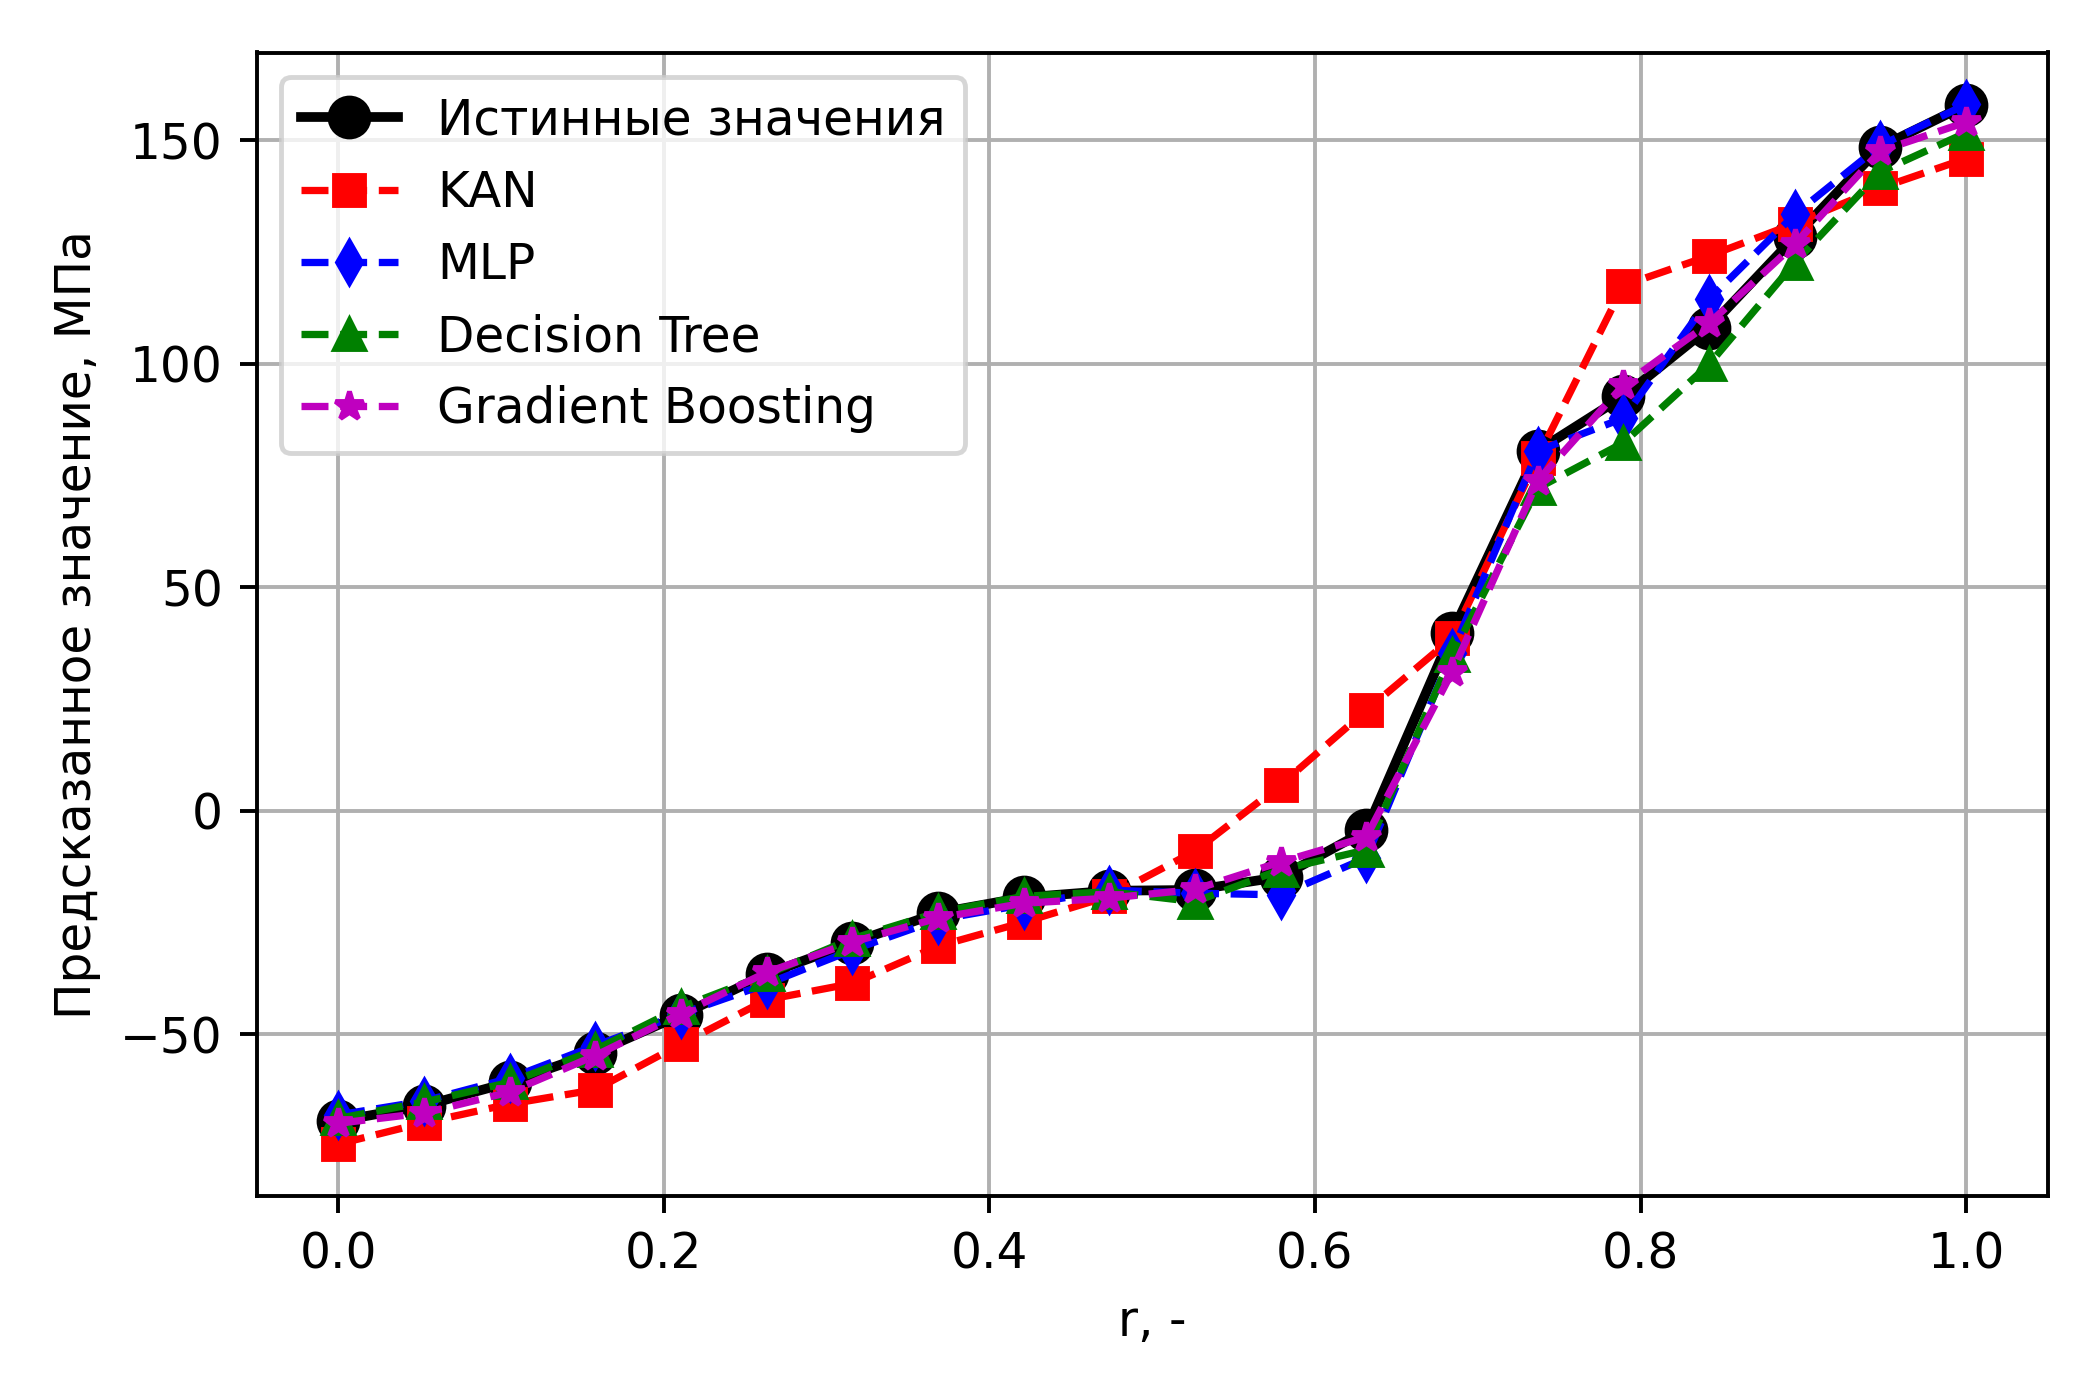 Истинные значения
KAN
MLP
Decision Tree
Gradient Boosting
Предсказанное значение, МПа
150
100
50
0
−50
0.0 0.2 0.4 0.6 0.8 1.0
r, -